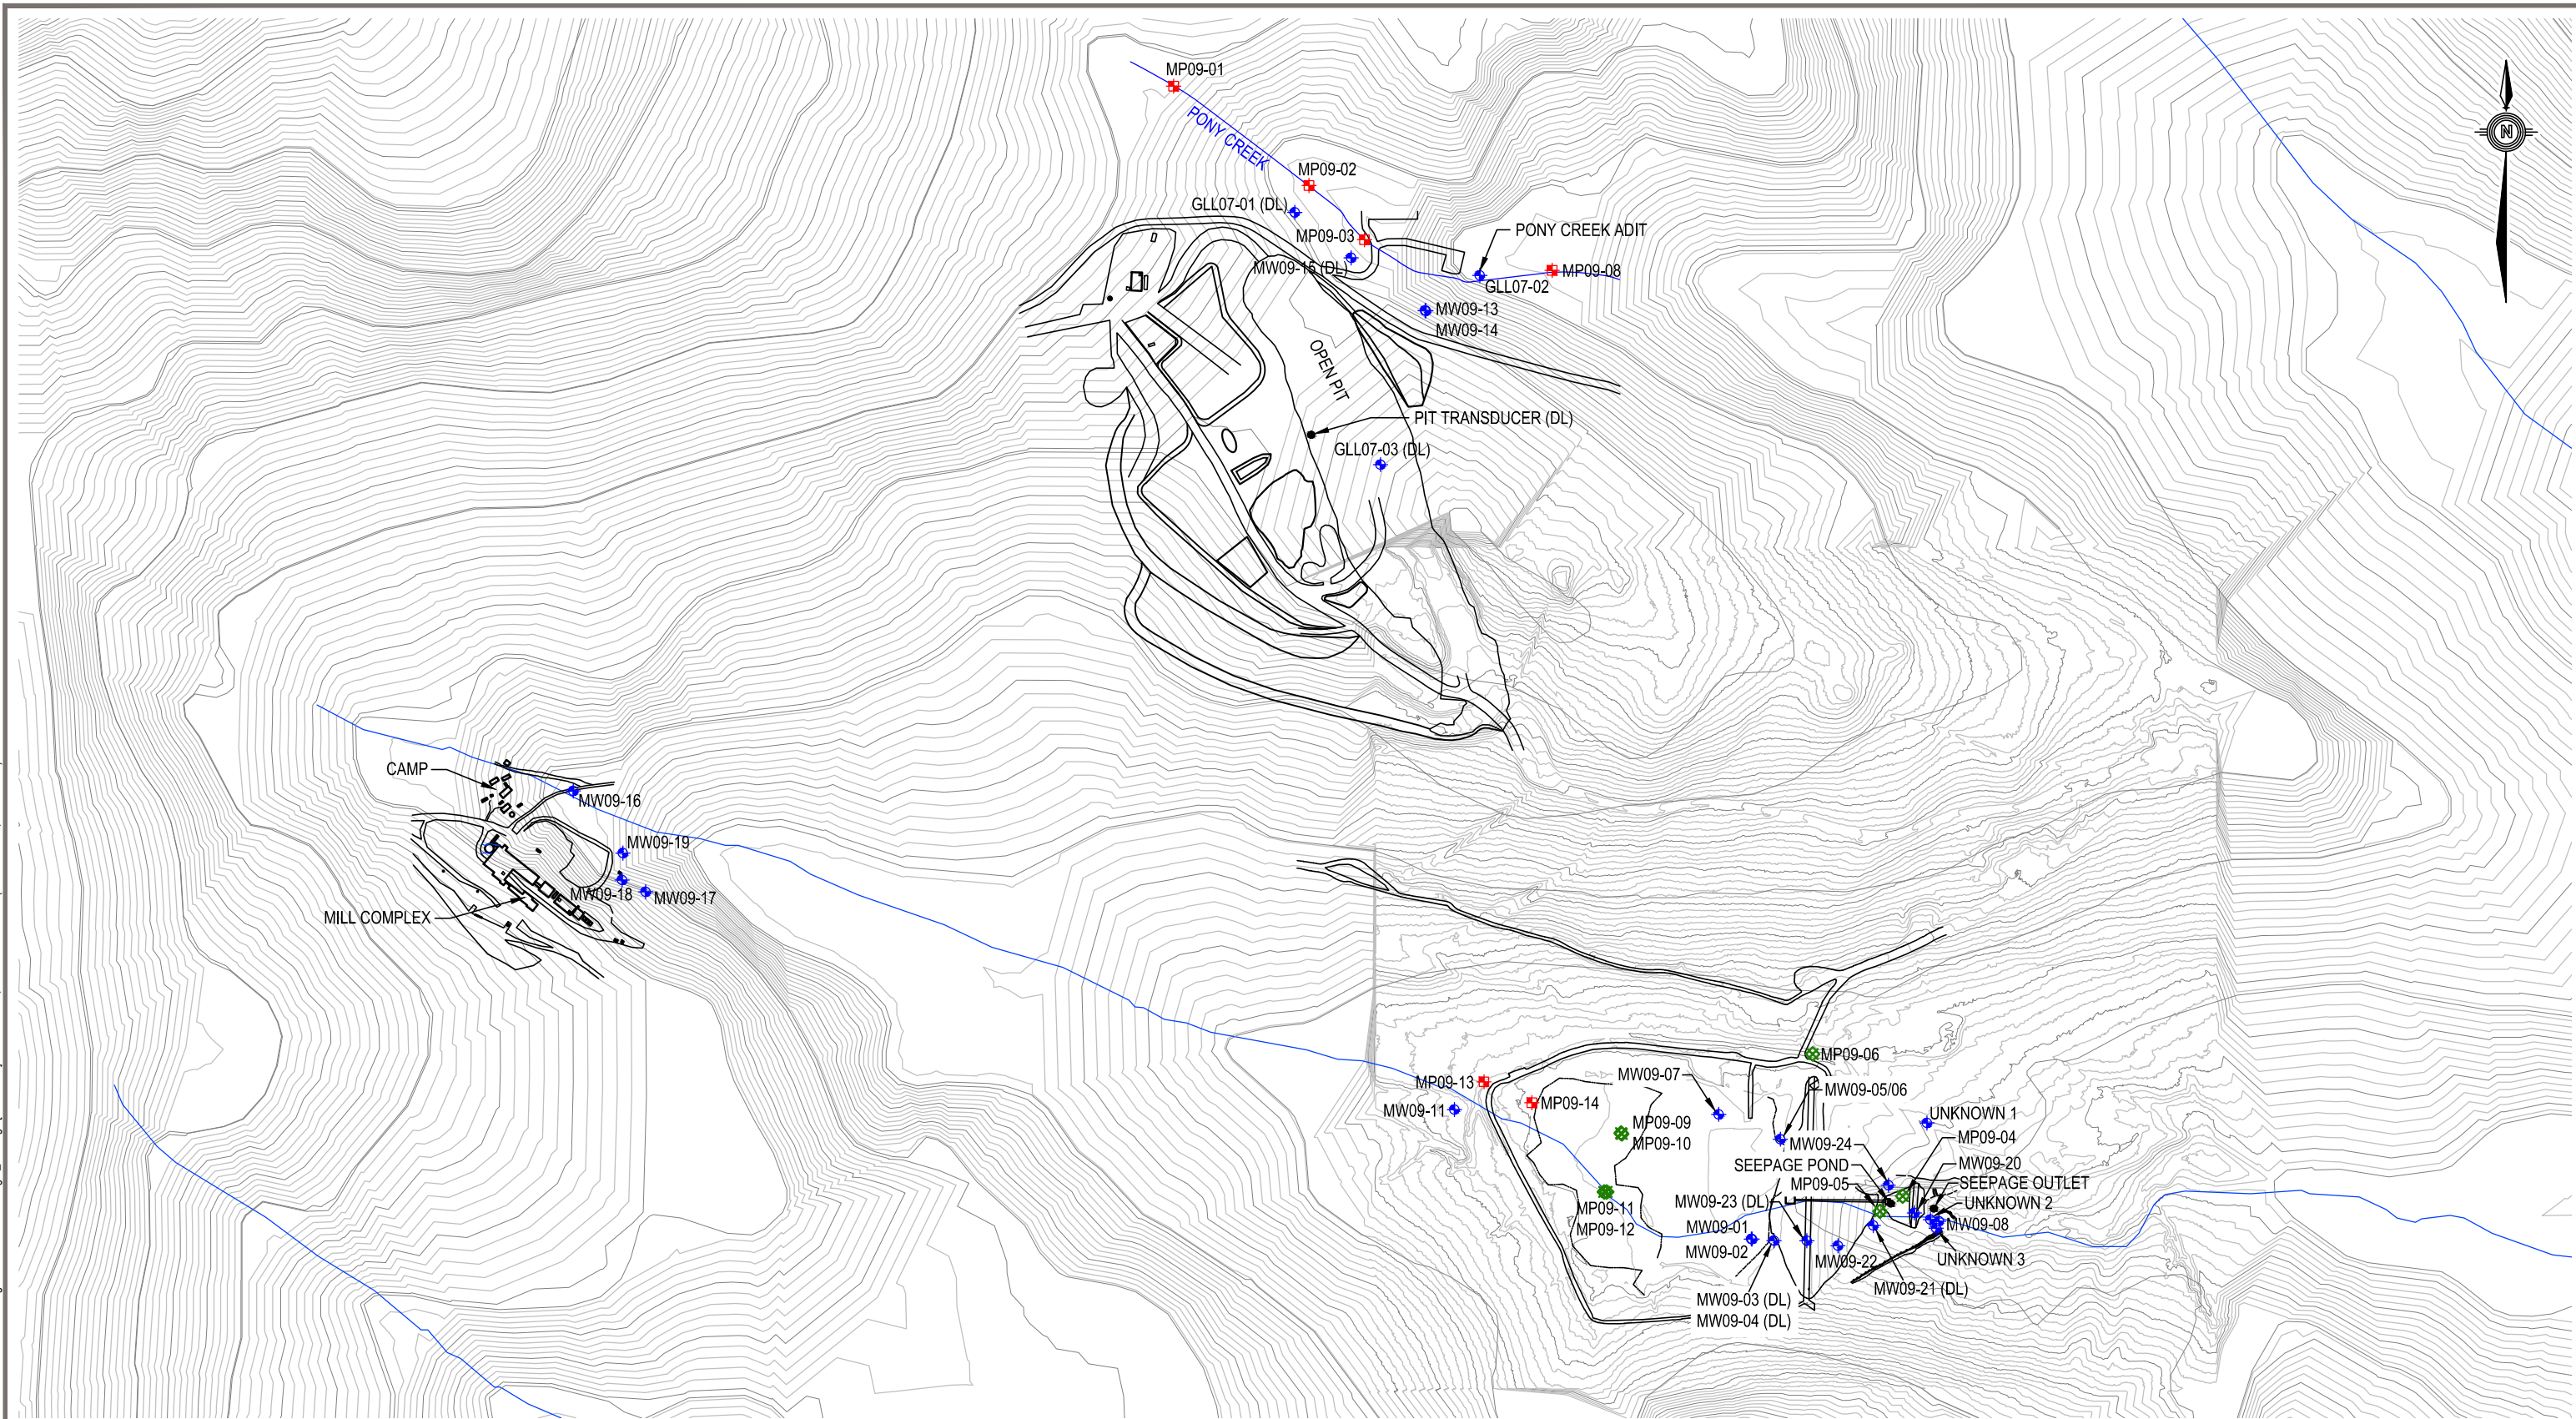 MP09-01
N
PONY CREEK
MP09-02
GLL07-01 (DL)
MP09-03
PONY CREEK ADIT
MW09-15 (DL)
MP09-08
GLL07-02
MW09-13
MW09-14
OPEN PIT
PIT TRANSDUCER (DL)
GLL07-03 (DL)
CAMP
MW09-16
MW09-19
MW09-18
MW09-17
MILL COMPLEX
MP09-06
MW09-07
MP09-13
MW09-05/06
MP09-14
MW09-11
UNKNOWN 1
MP09-09
MP09-10
MP09-04
MW09-24
MW09-20
SEEPAGE POND
SEEPAGE OUTLET
MP09-05
UNKNOWN 2
MW09-23 (DL)
MP09-11
MP09-12
MW09-08
MW09-01
MW09-02
MW09-22
UNKNOWN 3
MW09-21 (DL)
MW09-03 (DL)
MW09-04 (DL)